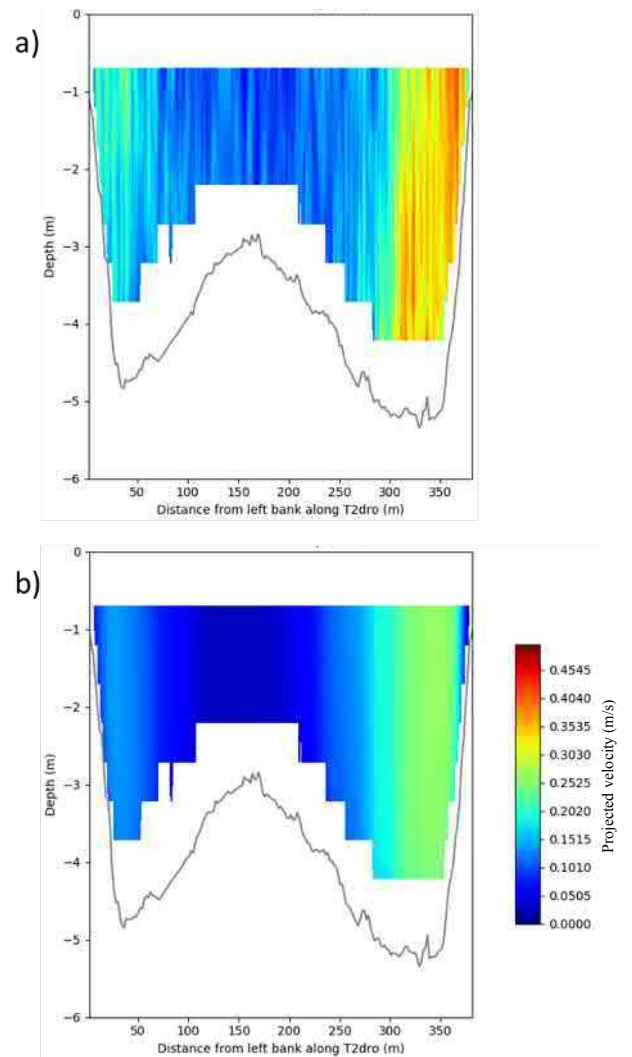 a)
0
−1
−2
−3
−4
−5
−6
Depth (m)
50 100 150 200 250 300 350
Distance from left bank along T2dro (m)
b)
0
−1
−2
−3
−4
−5
−6
Depth (m)
50 100 150 200 250 300 350
Distance from left bank along T2dro (m)
0.4545
0.4040
0.3535
0.3030
0.2525
0.2020
0.1515
0.1010
0.0505
0.0000
Projected velocity (m/s)